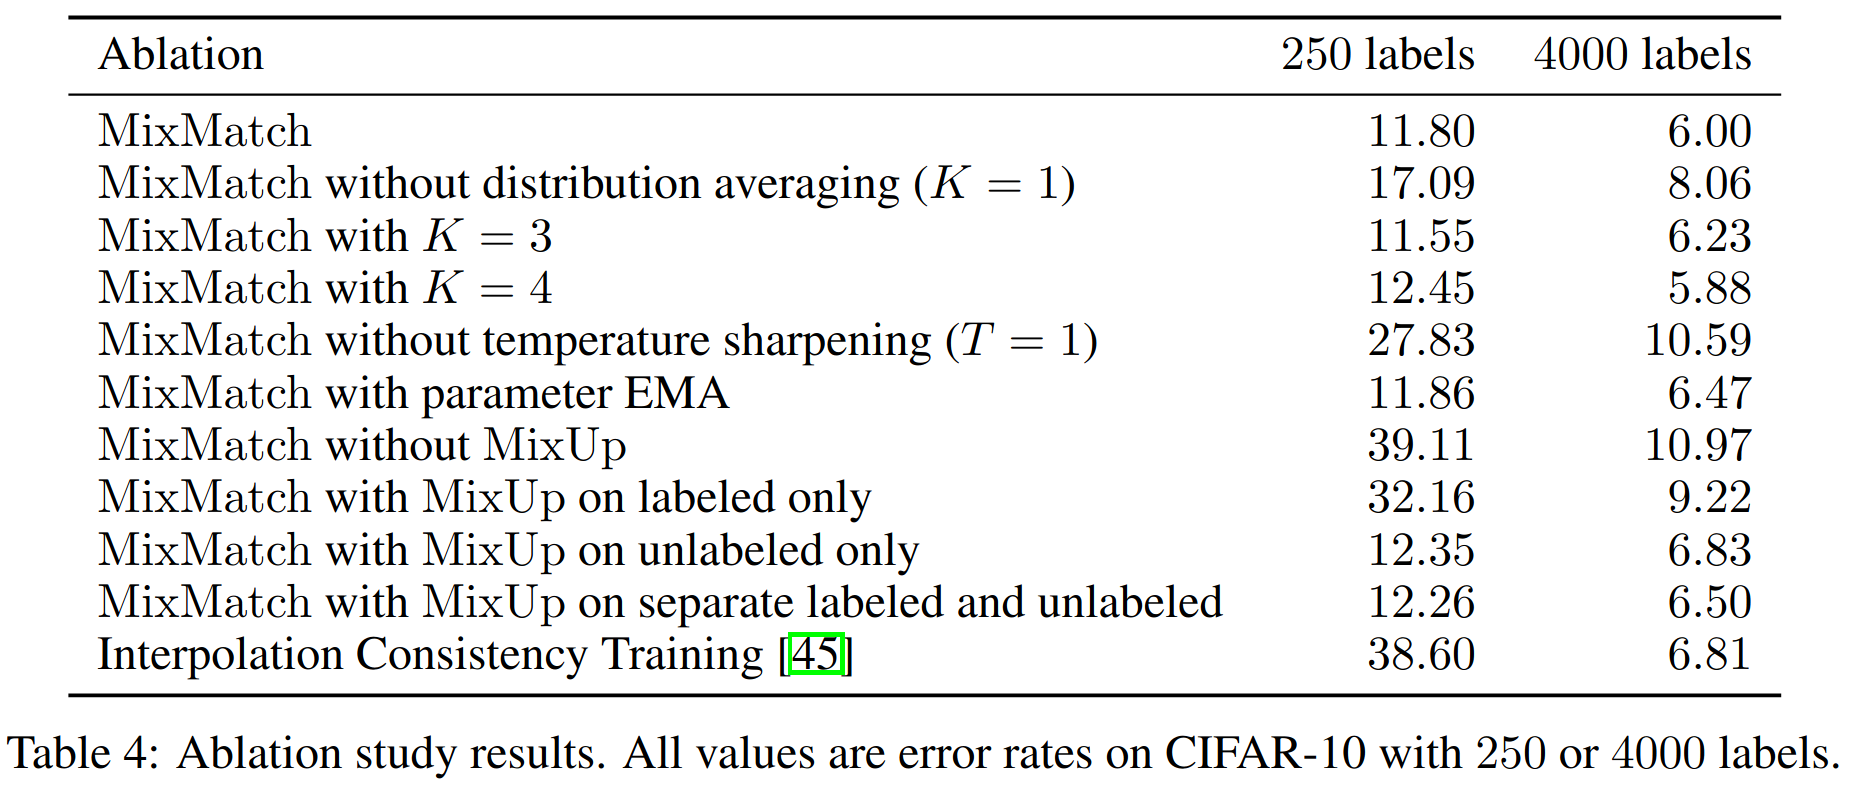 Ablation 250 labels 4000 labels
MixMatch 11.80 6.00
MixMatch without distribution averaging (K = 1) 17.09 8.06
MixMatch with K = 3 11.55 6.23
MixMatch with K = 4 12.45 5.88
MixMatch without temperature sharpening (T = 1) 27.83 10.59
MixMatch with parameter EMA 11.86 6.47
MixMatch without MixUp 39.11 10.97
MixMatch with MixUp on labeled only 32.16 9.22
MixMatch with MixUp on unlabeled only 12.35 6.83
MixMatch with MixUp on separate labeled and unlabeled 12.26 6.50
Interpolation Consistency Training [45] 38.60 6.81
Table 4: Ablation study results. All values are error rates on CIFAR-10 with 250 or 4000 labels.